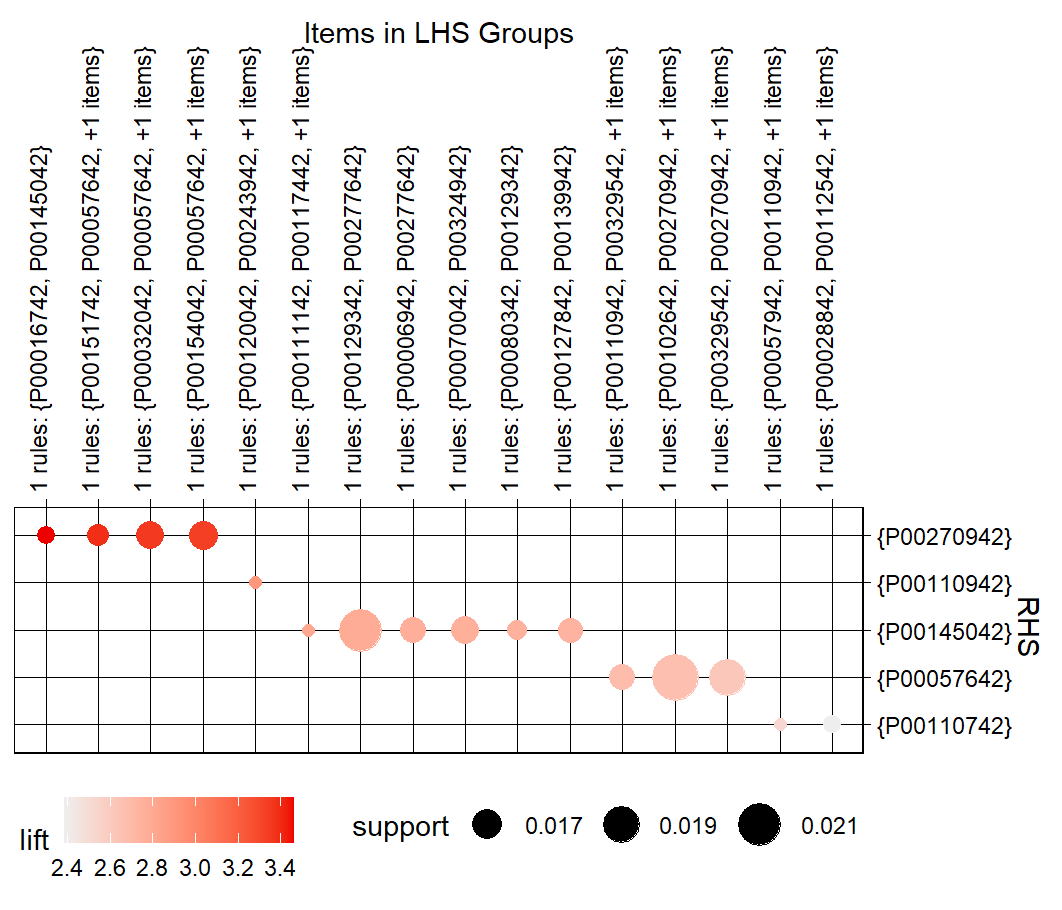 Items in LHS Groups
1 rules: {P00016742, P00145042}
1 rules: {P00151742, P00057642, +1 items}
1 rules: {P00032042, P00057642, +1 items}
1 rules: {P00154042, P00057642, +1 items}
1 rules: {P00120042, P00243942, +1 items}
1 rules: {P00111142, P00117442, +1 items}
1 rules: {P00129342, P00277642}
1 rules: {P00006942, P00277642}
1 rules: {P00070042, P00324942}
1 rules: {P00080342, P00129342}
1 rules: {P00127842, P00139942}
1 rules: {P00110942, P00329542, +1 items}
1 rules: {P00102642, P00270942, +1 items}
1 rules: {P00329542, P00270942, +1 items}
1 rules: {P00057942, P00110942, +1 items}
1 rules: {P00028842, P00112542, +1 items}
{P00270942}
{P00110942}
{P00145042}
{P00057642}
{P00110742}
RHS
lift
2.4 2.6 2.8 3.0 3.2 3.4
support 0.017 0.019 0.021